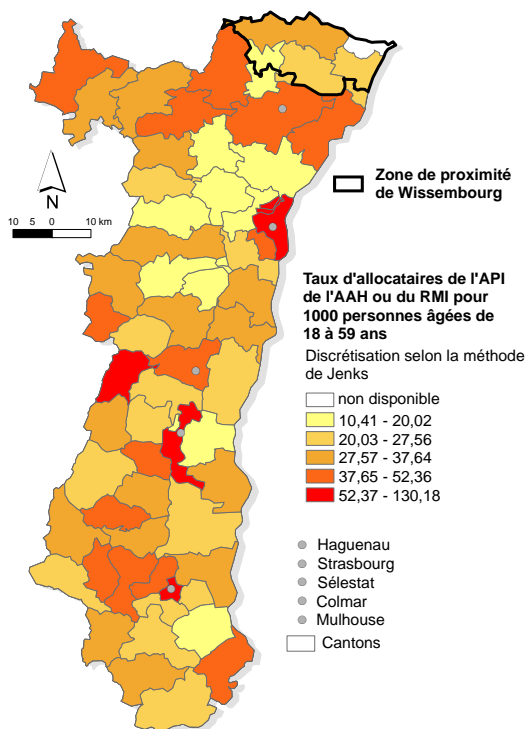 Zone de proximité
de Wissembourg
N
10 5 0 10 km
Taux d'allocataires de l'API
de l'AAH ou du RMI pour
1000 personnes âgées de
18 à 59 ans
Discrétisation selon la méthode
de Jenks
non disponible
10,41 - 20,02
20,03 - 27,56
27,57 - 37,64
37,65 - 52,36
52,37 - 130,18
Haguenau
Strasbourg
Sélestat
Colmar
Mulhouse
Cantons